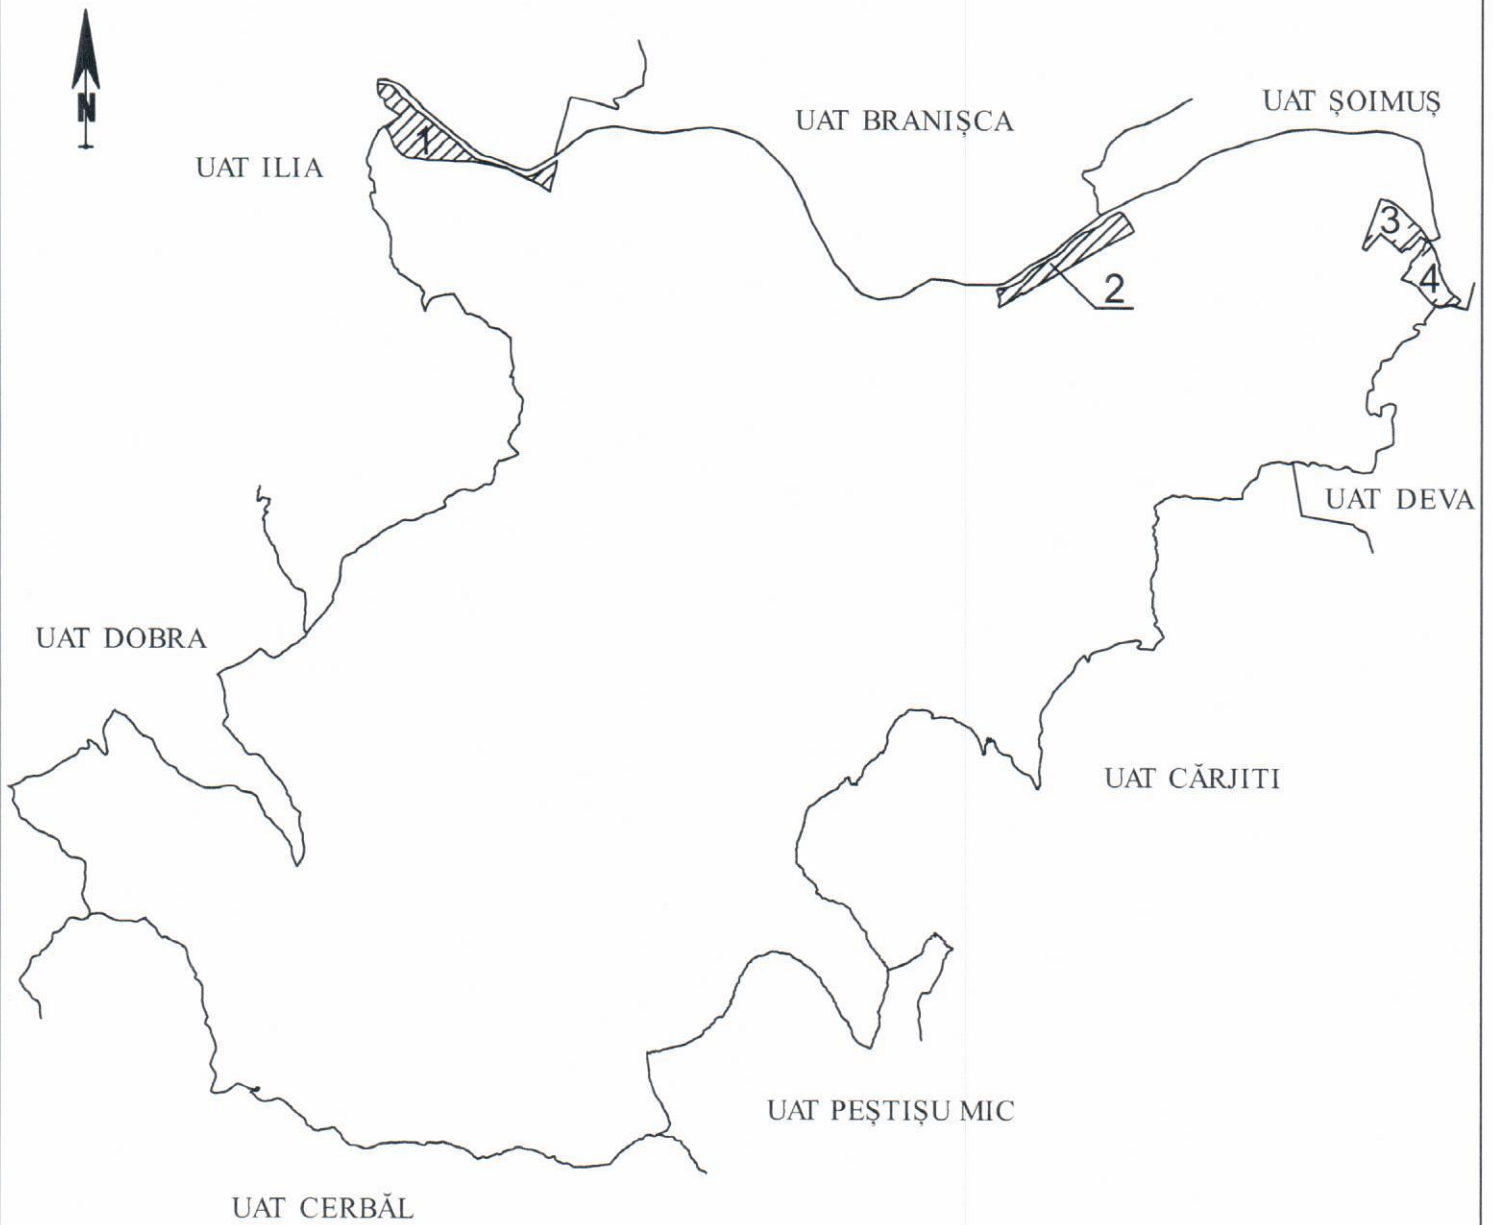 N
UAT ILIA
UAT BRANIȘCA
UAT ȘOIMUȘ
1
2
3
4
UAT DEVA
UAT DOBRA
UAT CĂRJITI
UAT PEȘTIȘU MIC
UAT CERBĂL